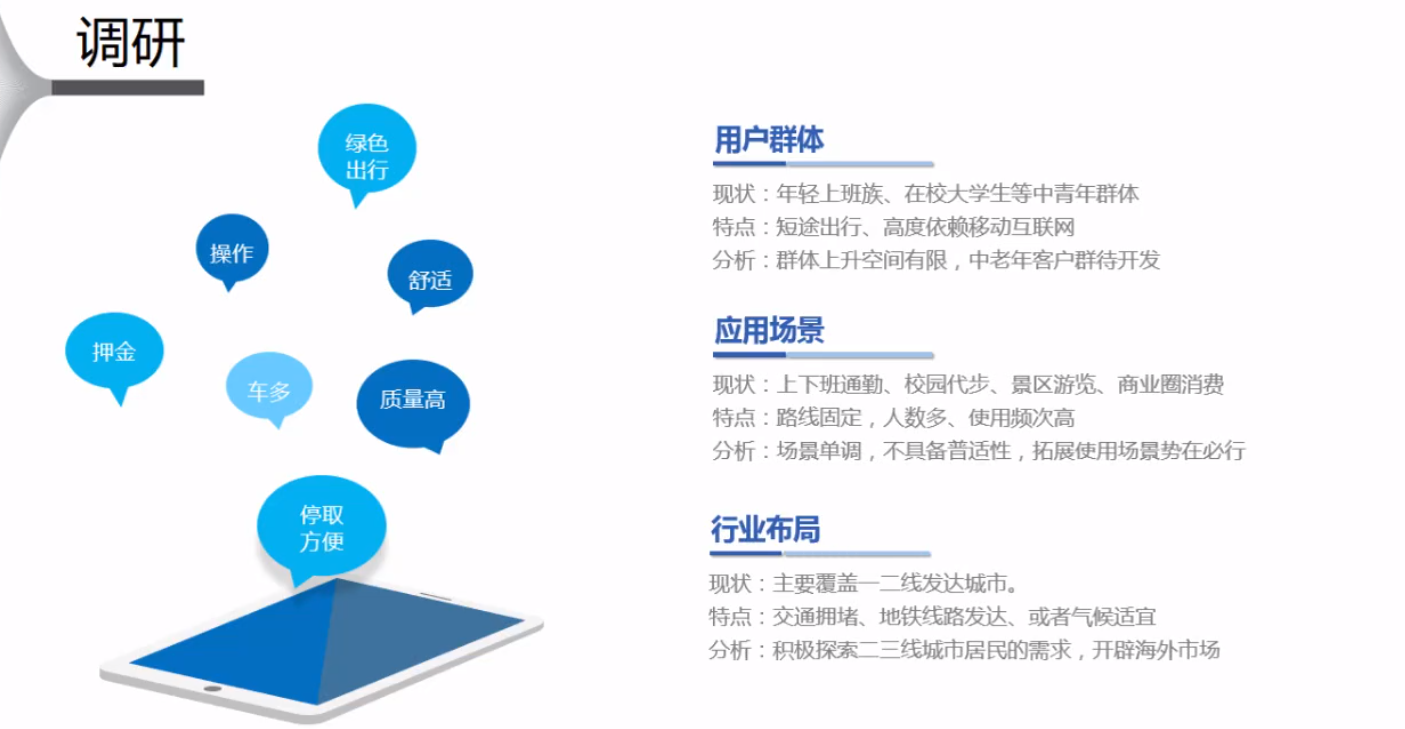 调研
绿色
出行
操作
舒适
押金
车多
质量高
停取
方便
用户群体
现状：年轻上班族、在校大学生等中青年群体
特点：短途出行、高度依赖移动互联网
分析：群体上升空间有限，中老年客户群待开发
应用场景
现状：上下班通勤、校园代步、景区游览、商业圈消费
特点：路线固定，人数多、使用频次高
分析：场景单调，不具备普适性，拓展使用场景势在必行
行业布局
现状：主要覆盖一二线发达城市。
特点：交通拥堵、地铁线路发达、或者气候适宜
分析：积极探索二三线城市居民的需求，开辟海外市场